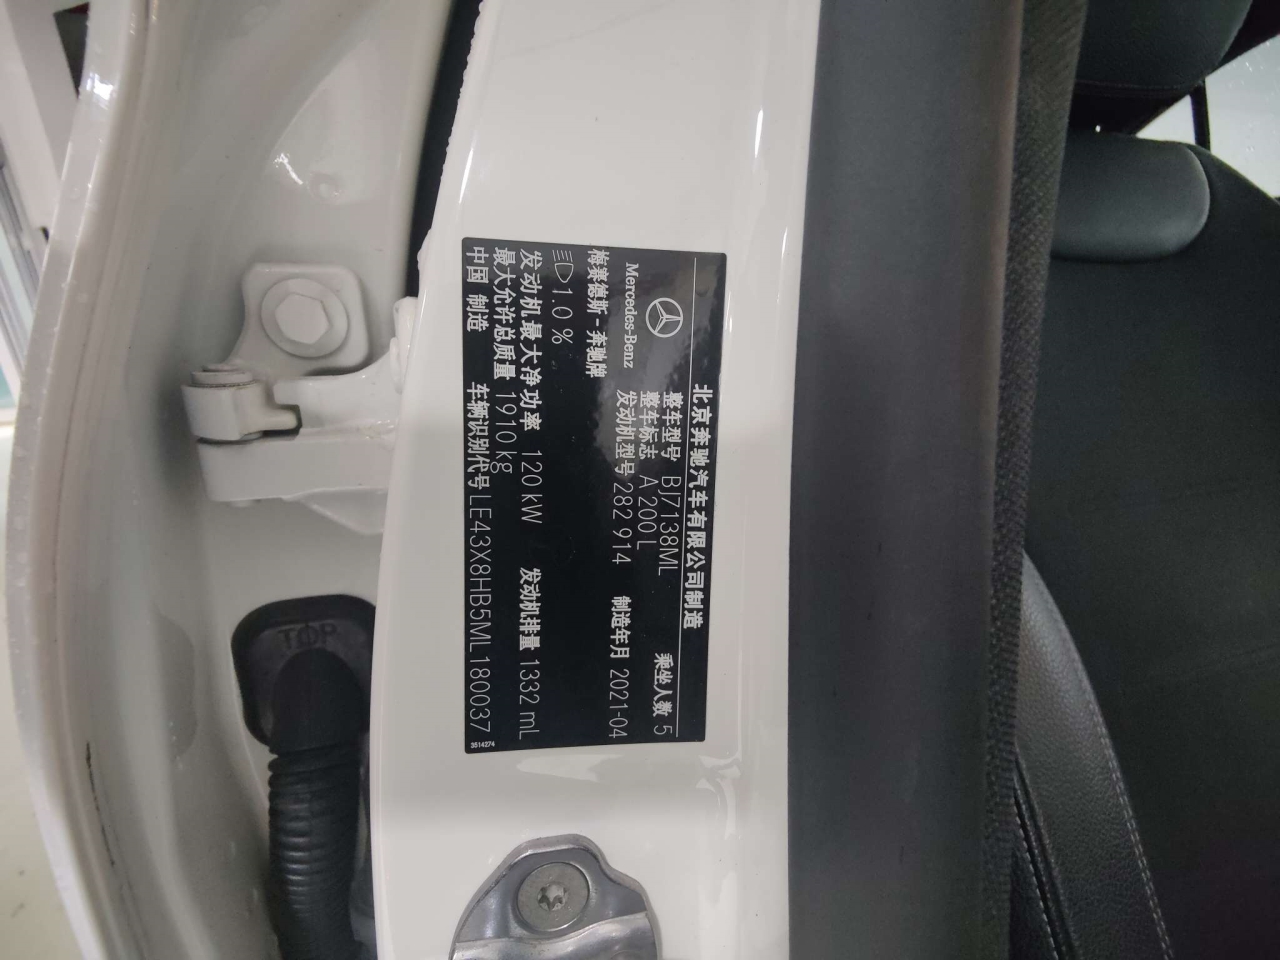 北京奔驰汽车有限公司制造
整车型号 BJ7138ML 乘坐人数 5
整车标志 A 200 L
Mercedes-Benz 发动机型号 282 914 制造年月 2021-04
梅赛德斯-奔驰牌
1.0 %
发动机最大净功率 120 kW 发动机排量 1332 mL
最大允许总质量 1910 kg
中国 制造 车辆识别代号 LE43X8HB5ML180037
3514274
TOP